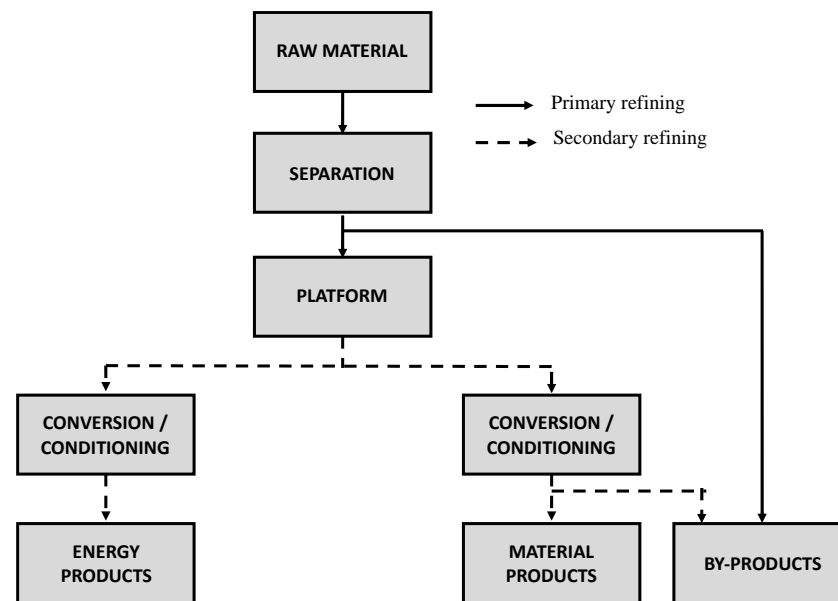 RAW MATERIAL
Primary refining
Secondary refining
SEPARATION
PLATFORM
CONVERSION /
CONDITIONING
CONVERSION /
CONDITIONING
ENERGY
PRODUCTS
MATERIAL
PRODUCTS
BY-PRODUCTS